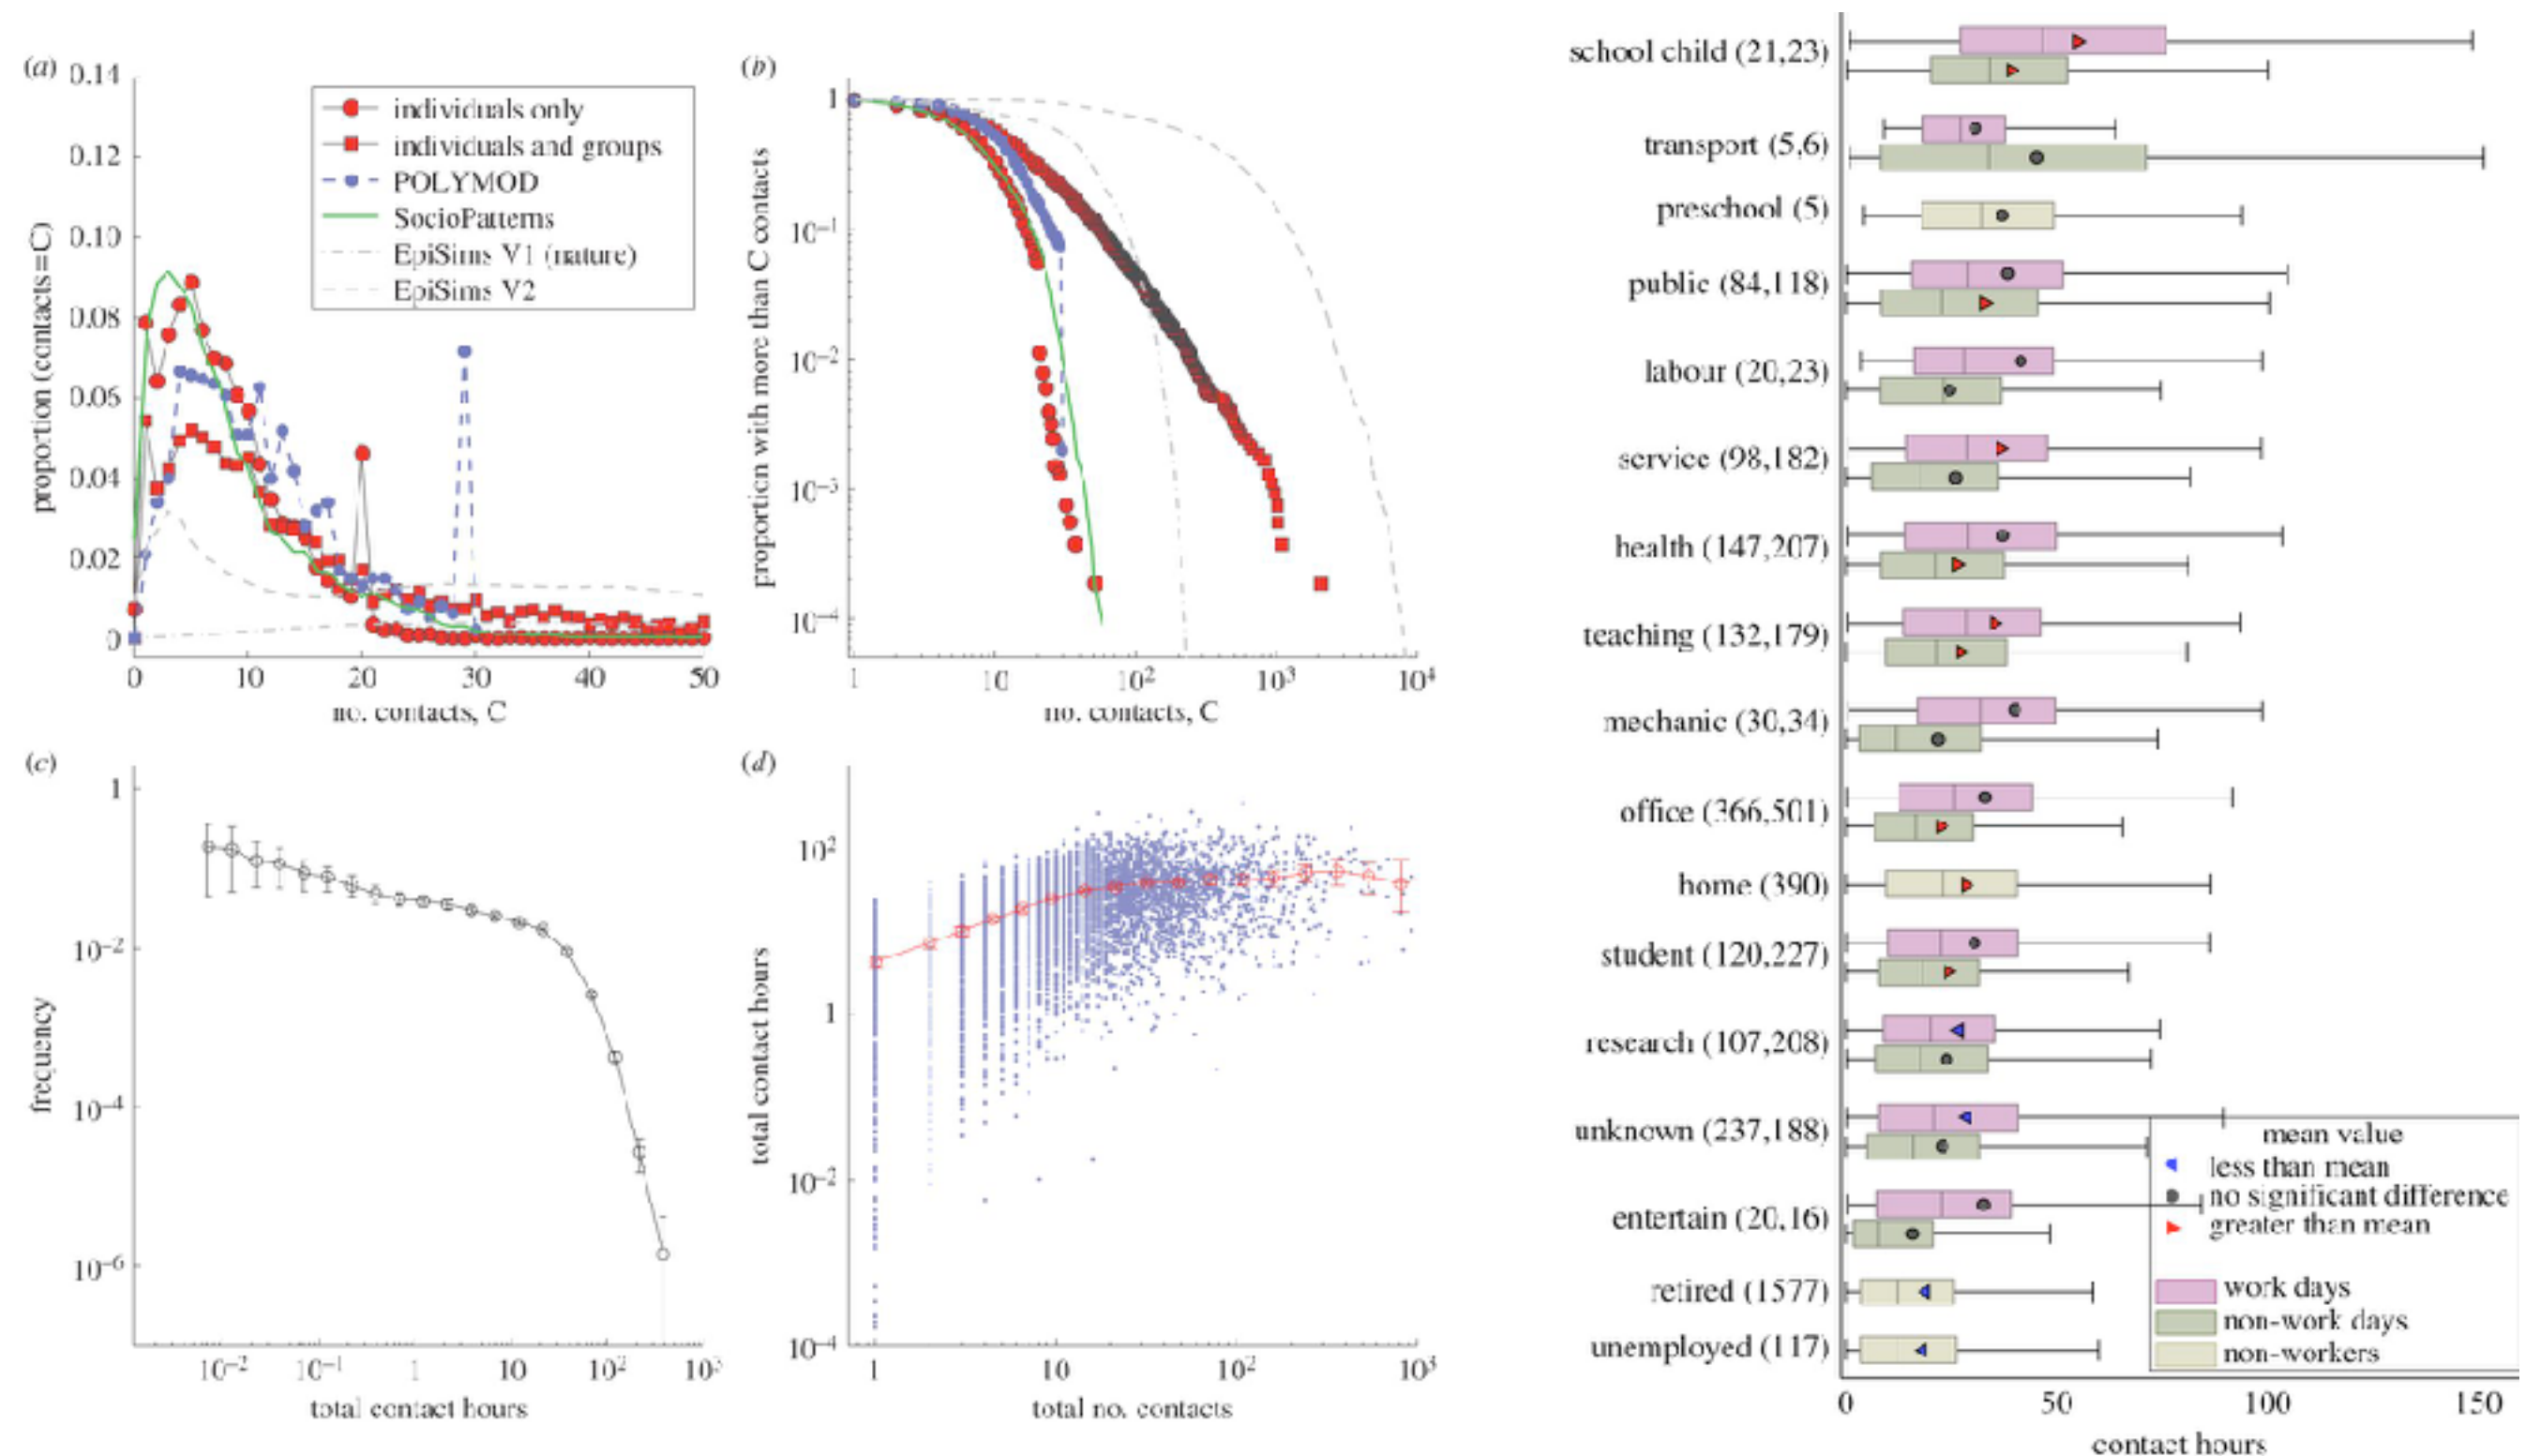 (a)
0.14
0.12
0.10
0.08
0.06
0.04
0.02
0
proportion (contacts=C)
individuals only
individuals and groups
POLYMOD
SocioPatterns
EpiSims V1 (nature)
EpiSims V2
0 10 20 30 40 50
no. contacts, C
(b)
1
10⁻¹
10⁻²
10⁻³
10⁻⁴
proportion with more than C contacts
1 10 10² 10³ 10⁴
no. contacts, C
(c)
1
10⁻²
10⁻⁴
10⁻⁶
frequency
10⁻² 10⁻¹ 1 10 10² 10³
total contact hours
(d)
10²
1
10⁻²
10⁻⁴
total contact hours
1 10 10² 10³
total no. contacts
school child (21,23)
transport (5,6)
preschool (5)
public (84,118)
labour (20,23)
service (98,182)
health (147,207)
teaching (132,179)
mechanic (30,34)
office (366,501)
home (390)
student (120,227)
research (107,208)
unknown (237,188)
entertain (20,16)
retired (1577)
unemployed (117)
mean value
less than mean
no significant difference
greater than mean
work days
non-work days
non-workers
0 50 100 150
contact hours